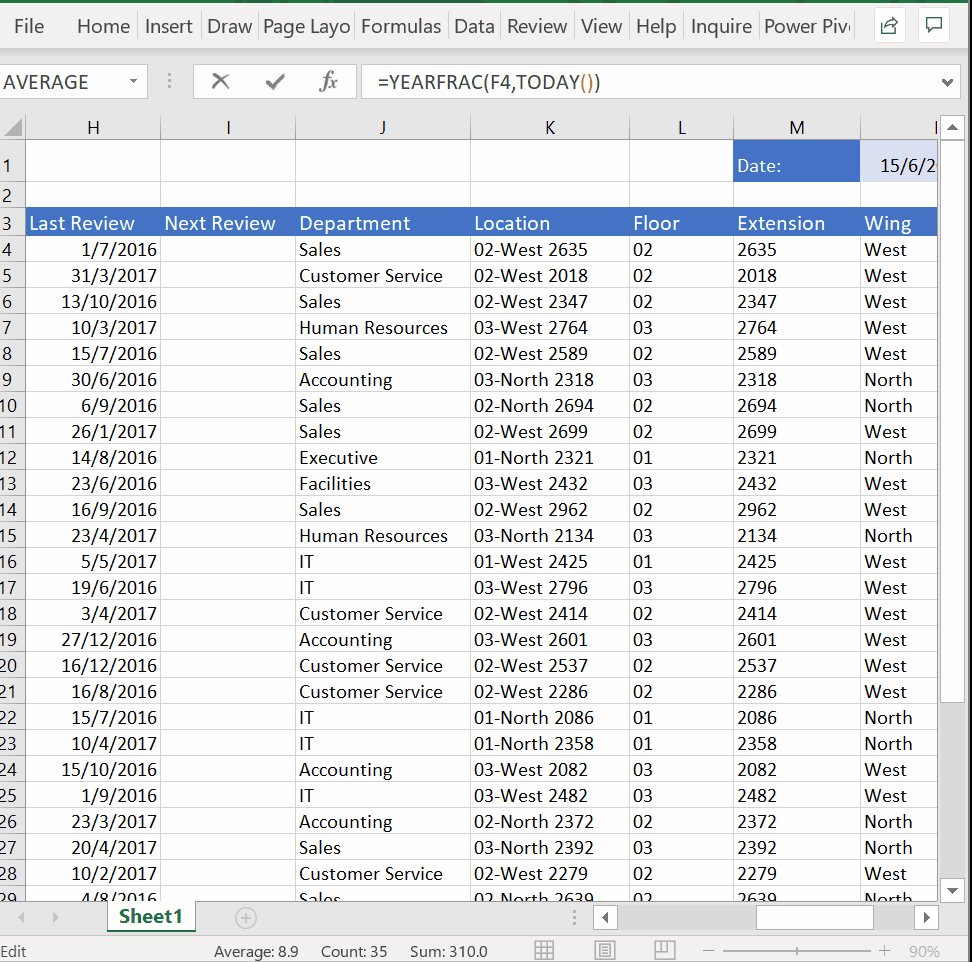 File Home Insert Draw Page Layo Formulas Data Review View Help Inquire Power Piv
AVERAGE fx =YEARFRAC(F4,TODAY())
H I J K L M
1 Date: 15/6/2
2
3 Last Review Next Review Department Location Floor Extension Wing
4 1/7/2016 Sales 02-West 2635 02 2635 West
5 31/3/2017 Customer Service 02-West 2018 02 2018 West
6 13/10/2016 Sales 02-West 2347 02 2347 West
7 10/3/2017 Human Resources 03-West 2764 03 2764 West
8 15/7/2016 Sales 02-West 2589 02 2589 West
9 30/6/2016 Accounting 03-North 2318 03 2318 North
10 6/9/2016 Sales 02-North 2694 02 2694 North
11 26/1/2017 Sales 02-West 2699 02 2699 West
12 14/8/2016 Executive 01-North 2321 01 2321 North
13 23/6/2016 Facilities 03-West 2432 03 2432 West
14 16/9/2016 Sales 02-West 2962 02 2962 West
15 23/4/2017 Human Resources 03-North 2134 03 2134 North
16 5/5/2017 IT 01-West 2425 01 2425 West
17 19/6/2016 IT 03-West 2796 03 2796 West
18 3/4/2017 Customer Service 02-West 2414 02 2414 West
19 27/12/2016 Accounting 03-West 2601 03 2601 West
20 16/12/2016 Customer Service 02-West 2537 02 2537 West
21 16/8/2016 Customer Service 02-West 2286 02 2286 West
22 15/7/2016 IT 01-North 2086 01 2086 North
23 10/4/2017 IT 01-North 2358 01 2358 North
24 15/10/2016 Accounting 03-West 2082 03 2082 West
25 1/9/2016 IT 03-West 2482 03 2482 West
26 23/3/2017 Accounting 02-North 2372 02 2372 North
27 20/4/2017 Sales 03-North 2392 03 2392 North
28 10/2/2017 Customer Service 02-West 2279 02 2279 West
29 4/8/2016 Sales 02-North 2639 02 2639 North
Sheet1
Edit Average: 8.9 Count: 35 Sum: 310.0 90%